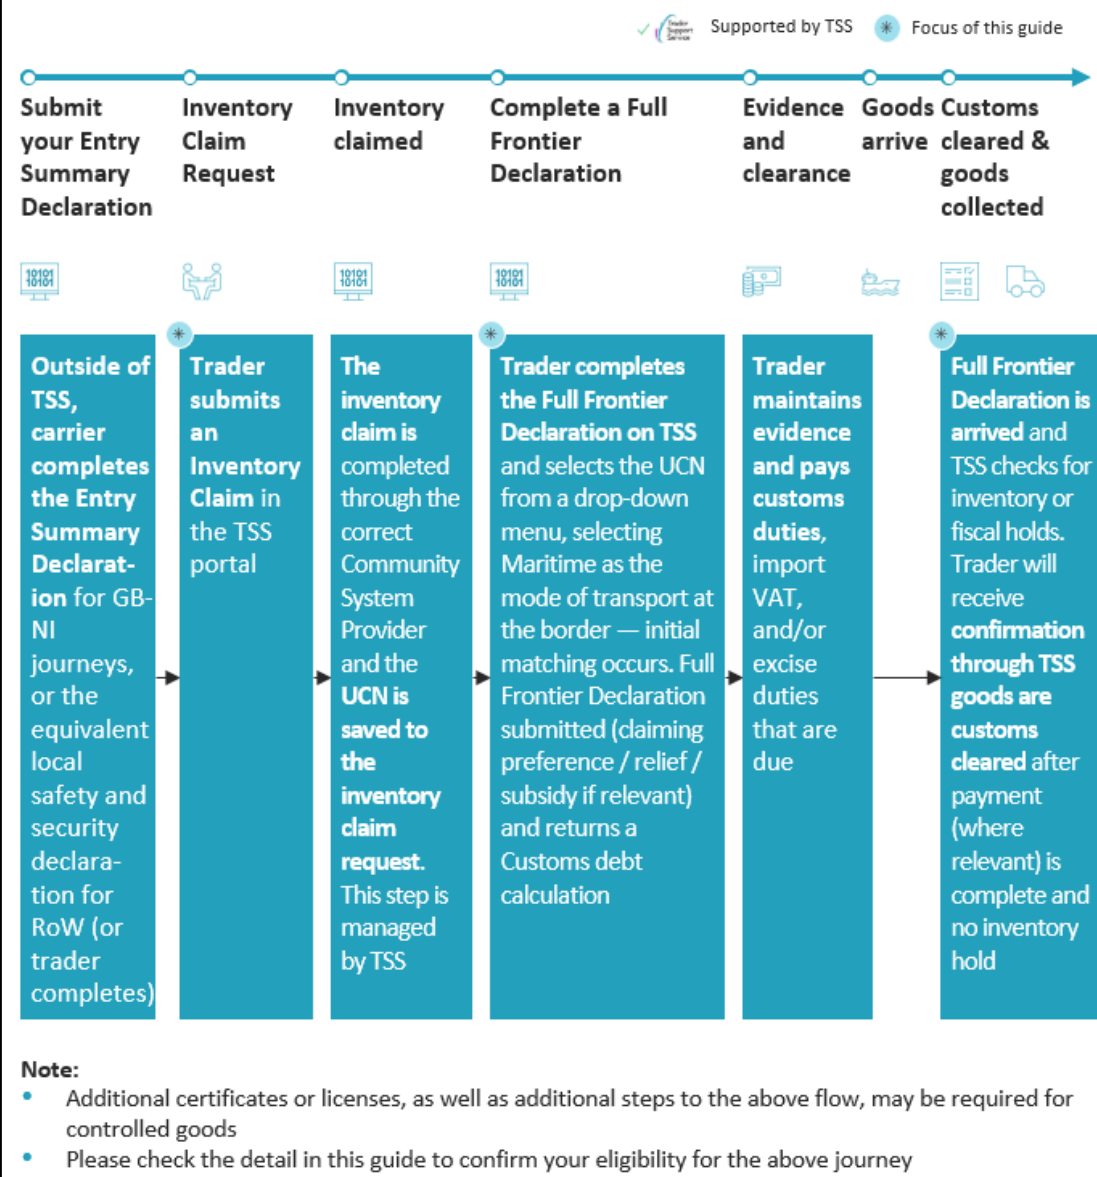 Trader
Support
Service
Supported by TSS
Focus of this guide
Submit
your Entry
Summary
Declaration
Inventory
Claim
Request
Inventory
claimed
Complete a Full
Frontier
Declaration
Evidence
and
clearance
Goods
arrive
Customs
cleared &
goods
collected
10101
10101
10101
10101
10101
10101
Outside of
TSS,
carrier
completes
the Entry
Summary
Declarat-
ion for GB-
NI
journeys,
or the
equivalent
local
safety and
security
declara-
tion for
RoW (or
trader
completes)
Trader
submits
an
Inventory
Claim in
the TSS
portal
The
inventory
claim is
completed
through the
correct
Community
System
Provider
and the
UCN is
saved to
the
inventory
claim
request.
This step is
managed
by TSS
Trader completes
the Full Frontier
Declaration on TSS
and selects the UCN
from a drop-down
menu, selecting
Maritime as the
mode of transport at
the border — initial
matching occurs. Full
Frontier Declaration
submitted (claiming
preference / relief /
subsidy if relevant)
and returns a
Customs debt
calculation
Trader
maintains
evidence
and pays
customs
duties,
import
VAT,
and/or
excise
duties
that are
due
Full Frontier
Declaration is
arrived and
TSS checks for
inventory or
fiscal holds.
Trader will
receive
confirmation
through TSS
goods are
customs
cleared after
payment
(where
relevant) is
complete and
no inventory
hold
Note:
• Additional certificates or licenses, as well as additional steps to the above flow, may be required for
controlled goods
• Please check the detail in this guide to confirm your eligibility for the above journey